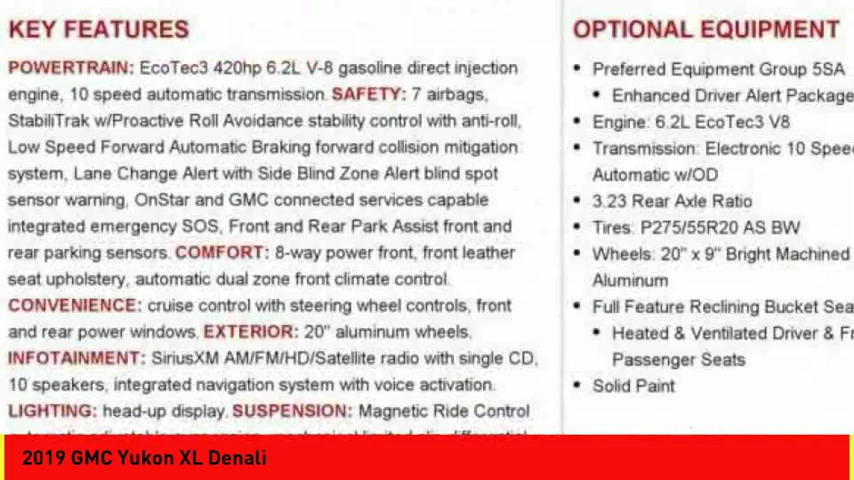 KEY FEATURES
POWERTRAIN: EcoTec3 420hp 6.2L V-8 gasoline direct injection
engine, 10 speed automatic transmission. SAFETY: 7 airbags,
StabiliTrak w/Proactive Roll Avoidance stability control with anti-roll,
Low Speed Forward Automatic Braking forward collision mitigation
system, Lane Change Alert with Side Blind Zone Alert blind spot
sensor warning, OnStar and GMC connected services capable
integrated emergency SOS, Front and Rear Park Assist front and
rear parking sensors. COMFORT: 8-way power front, front leather
seat upholstery, automatic dual zone front climate control.
CONVENIENCE: cruise control with steering wheel controls, front
and rear power windows. EXTERIOR: 20" aluminum wheels.
INFOTAINMENT: SiriusXM AM/FM/HD/Satellite radio with single CD,
10 speakers, integrated navigation system with voice activation.
LIGHTING: head-up display. SUSPENSION: Magnetic Ride Control
OPTIONAL EQUIPMENT
• Preferred Equipment Group 5SA
• Enhanced Driver Alert Package
• Engine: 6.2L EcoTec3 V8
• Transmission: Electronic 10 Spee
Automatic w/OD
• 3.23 Rear Axle Ratio
• Tires: P275/55R20 AS BW
• Wheels: 20" x 9" Bright Machined
Aluminum
• Full Feature Reclining Bucket Sea
• Heated & Ventilated Driver & Fr
Passenger Seats
• Solid Paint
2019 GMC Yukon XL Denali